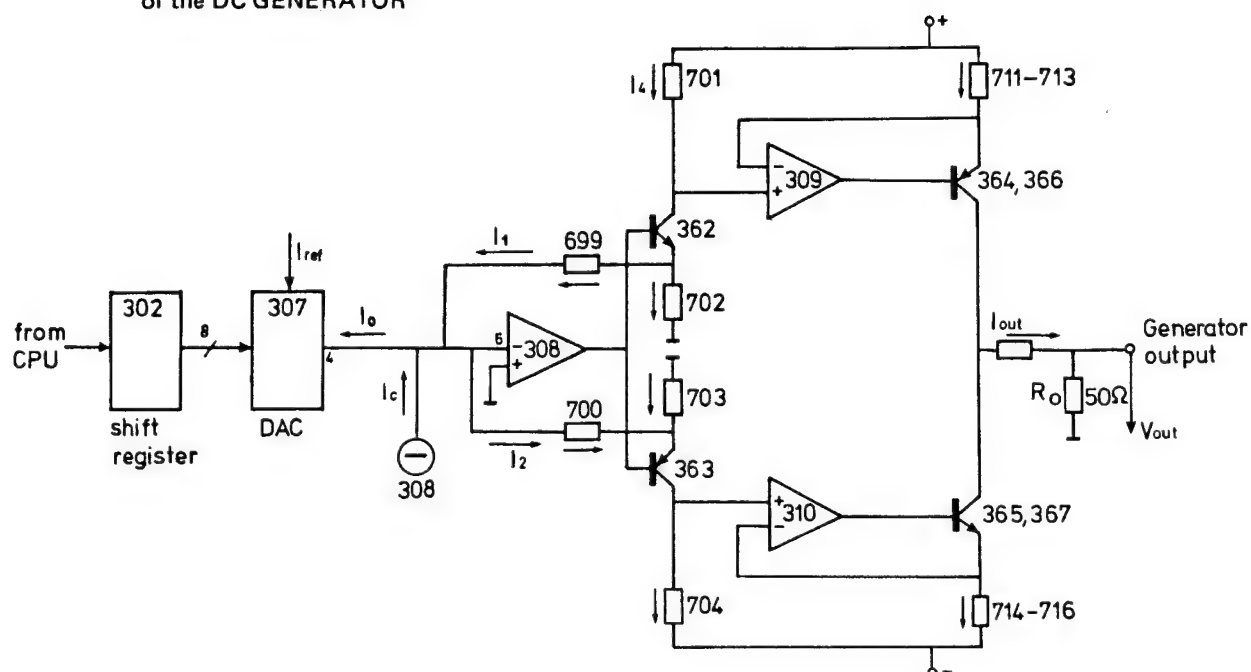 of the DC GENERATOR
+
I4
701
711-713
-
309
+
364, 366
362
I1
699
Iref
302
307
702
from
CPU
8
I0
4
6
-
308
+
Iout
Generator
output
Ic
703
R0
50Ω
shift
register
DAC
700
Vout
I2
−
308
363
+
310
-
365, 367
704
714-716
-